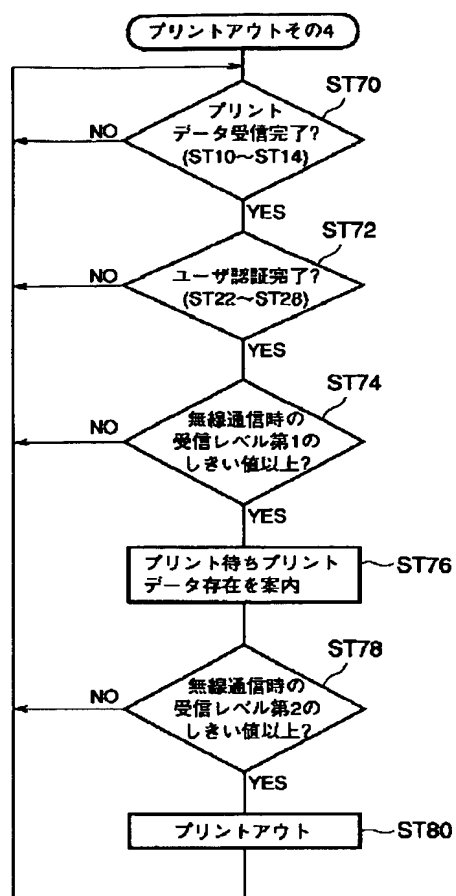 プリントアウトその4
ST70
プリント
データ受信完了?
(ST10～ST14)
NO
YES
ST72
ユーザ認証完了?
(ST22～ST28)
NO
YES
ST74
無線通信時の
受信レベル第1の
しきい値以上?
NO
YES
プリント待ちプリント
データ存在を案内
ST76
ST78
無線通信時の
受信レベル第2の
しきい値以上?
NO
YES
プリントアウト
ST80